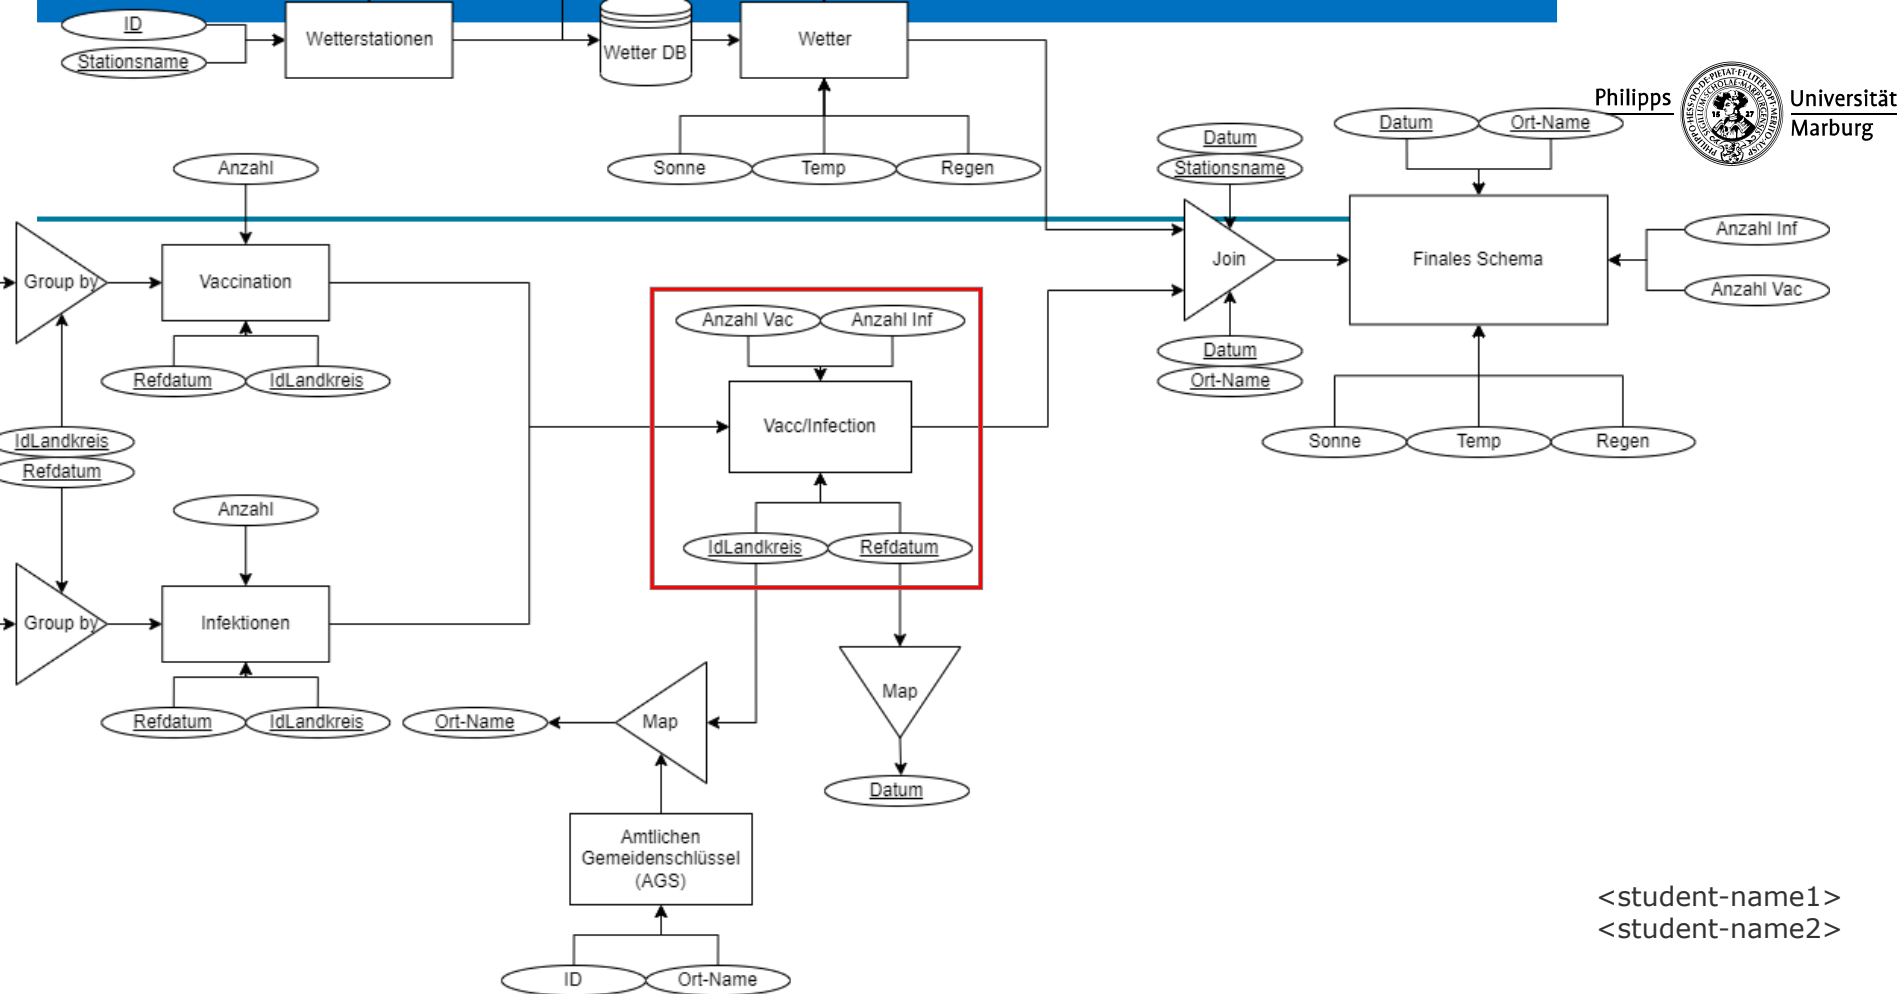 ID
Stationsname
Wetterstationen
Wetter DB
Wetter
Sonne
Temp
Regen
Philipps
Universität
Marburg
Datum
Stationsname
Datum
Ort-Name
Anzahl
Group by
Vaccination
Refdatum
IdLandkreis
Join
Finales Schema
Anzahl Inf
Anzahl Vac
Anzahl Vac
Anzahl Inf
Vacc/Infection
IdLandkreis
Refdatum
Datum
Ort-Name
Sonne
Temp
Regen
IdLandkreis
Refdatum
Anzahl
Group by
Infektionen
Refdatum
IdLandkreis
Ort-Name
Map
Map
Datum
Amtlichen
Gemeidenschlüssel
(AGS)
ID
Ort-Name
<student-name1>
<student-name2>